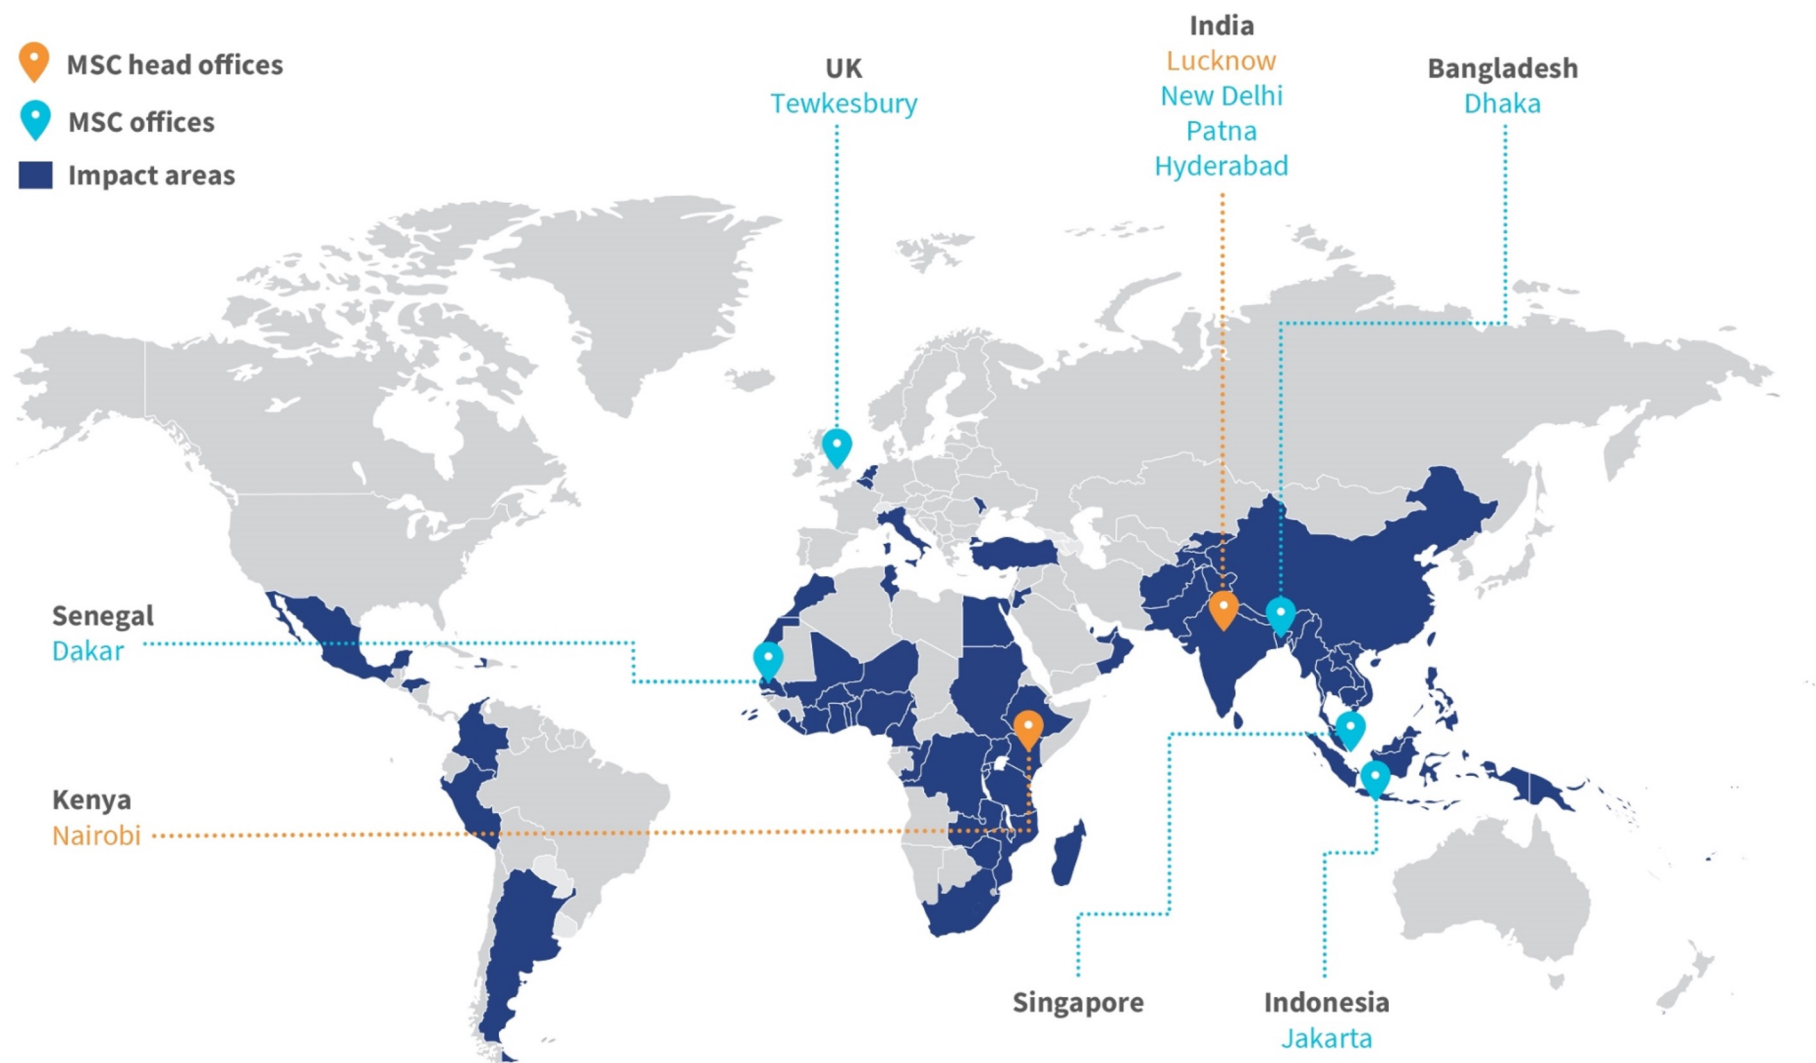 MSC head offices
MSC offices
Impact areas
UK
Tewkesbury
India
Lucknow
New Delhi
Patna
Hyderabad
Bangladesh
Dhaka
Senegal
Dakar
Kenya
Nairobi
Singapore
Indonesia
Jakarta